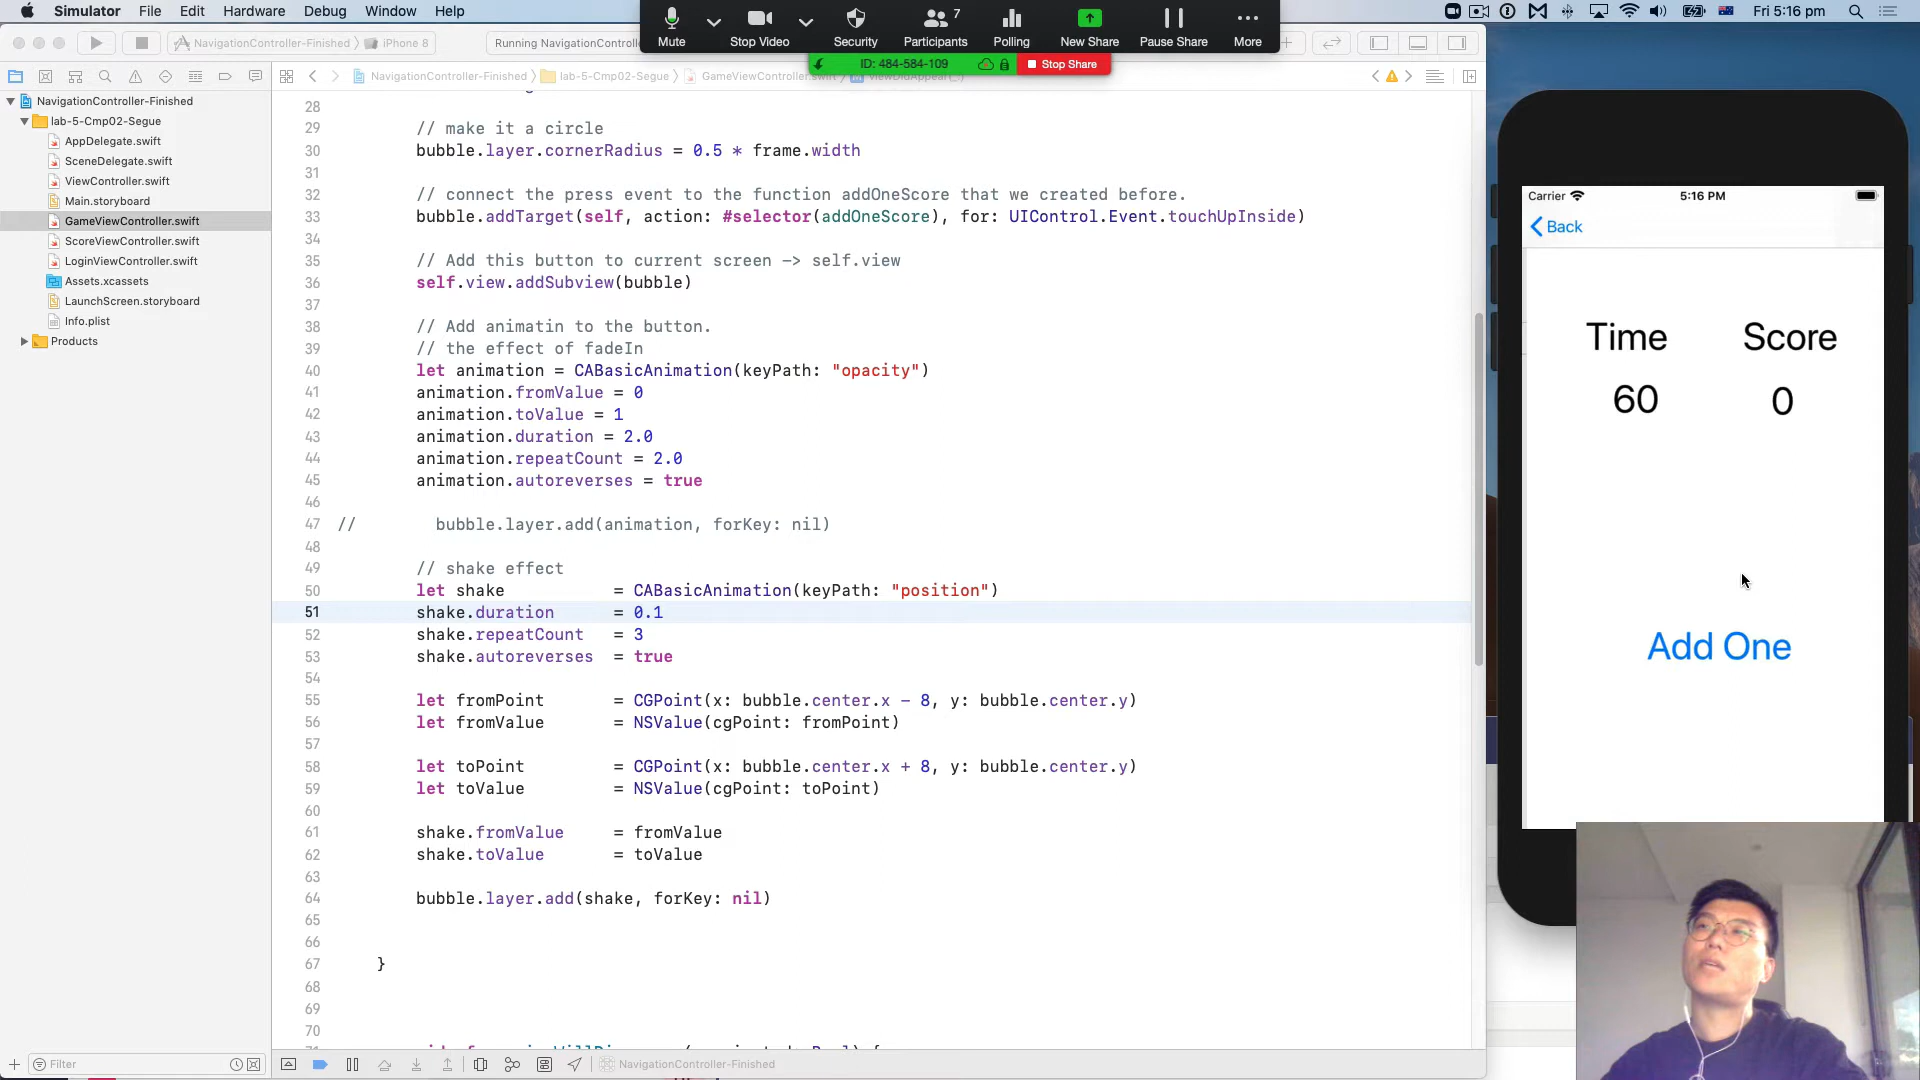 Simulator File Edit Hardware Debug Window Help
Fri 5:16 pm
Mute Stop Video Security Participants 7 Polling New Share Pause Share More
ID: 484-584-109 Stop Share
NavigationController-Finished iPhone 8 Running NavigationContro
NavigationController-Finished lab-5-Cmp02-Segue GameViewController.swift
NavigationController-Finished
lab-5-Cmp02-Segue
AppDelegate.swift
SceneDelegate.swift
ViewController.swift
Main.storyboard
GameViewController.swift
ScoreViewController.swift
LoginViewController.swift
Assets.xcassets
LaunchScreen.storyboard
Info.plist
Products
Filter
28
29 // make it a circle
30 bubble.layer.cornerRadius = 0.5 * frame.width
31
32 // connect the press event to the function addOneScore that we created before.
33 bubble.addTarget(self, action: #selector(addOneScore), for: UIControl.Event.touchUpInside)
34
35 // Add this button to current screen -> self.view
36 self.view.addSubview(bubble)
37
38 // Add animatin to the button.
39 // the effect of fadeIn
40 let animation = CABasicAnimation(keyPath: "opacity")
41 animation.fromValue = 0
42 animation.toValue = 1
43 animation.duration = 2.0
44 animation.repeatCount = 2.0
45 animation.autoreverses = true
46
47 // bubble.layer.add(animation, forKey: nil)
48
49 // shake effect
50 let shake = CABasicAnimation(keyPath: "position")
51 shake.duration = 0.1
52 shake.repeatCount = 3
53 shake.autoreverses = true
54
55 let fromPoint = CGPoint(x: bubble.center.x - 8, y: bubble.center.y)
56 let fromValue = NSValue(cgPoint: fromPoint)
57
58 let toPoint = CGPoint(x: bubble.center.x + 8, y: bubble.center.y)
59 let toValue = NSValue(cgPoint: toPoint)
60
61 shake.fromValue = fromValue
62 shake.toValue = toValue
63
64 bubble.layer.add(shake, forKey: nil)
65
66
67 }
68
69
70
NavigationController-Finished
Carrier 5:16 PM
Back
Time Score
60 0
Add One